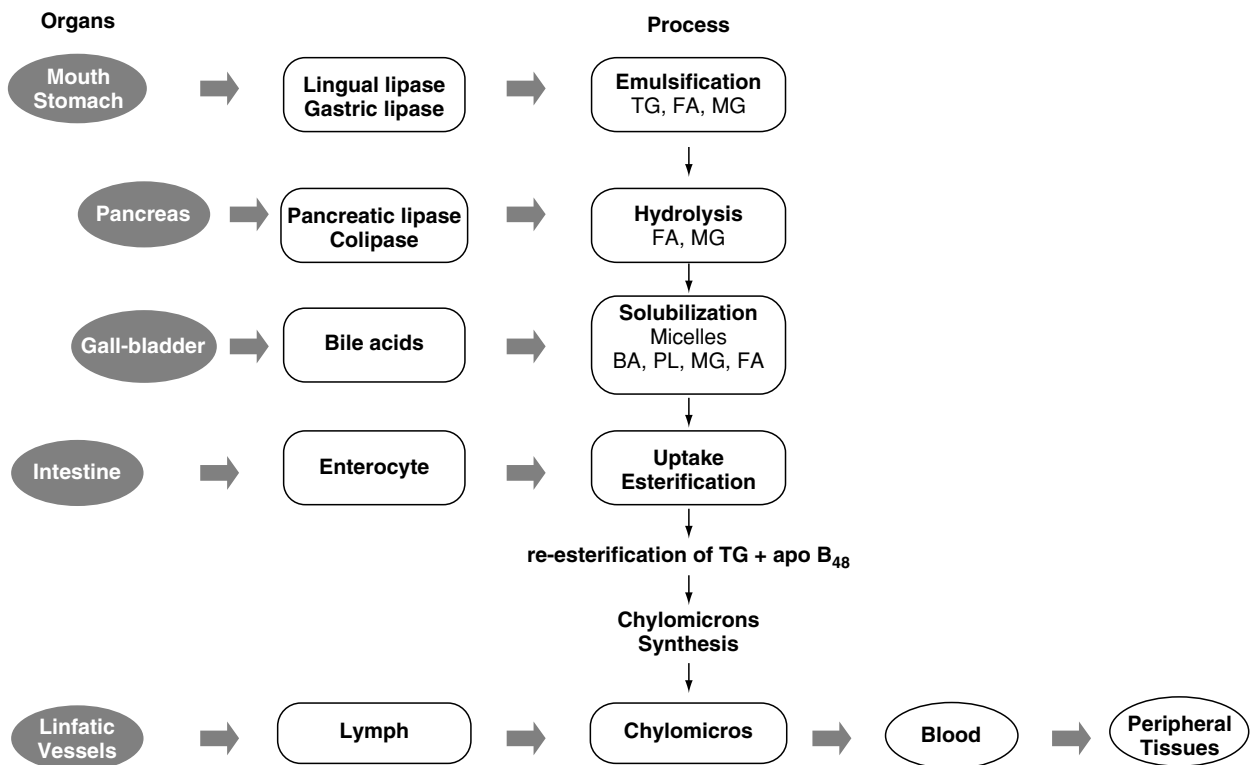 Organs
Process
Mouth
Stomach
Lingual lipase
Gastric lipase
Emulsification
TG, FA, MG
Pancreas
Pancreatic lipase
Colipase
Hydrolysis
FA, MG
Gall-bladder
Bile acids
Solubilization
Micelles
BA, PL, MG, FA
Intestine
Enterocyte
Uptake
Esterification
re-esterification of TG + apo B48
Chylomicrons
Synthesis
Linfatic
Vessels
Lymph
Chylomicros
Blood
Peripheral
Tissues